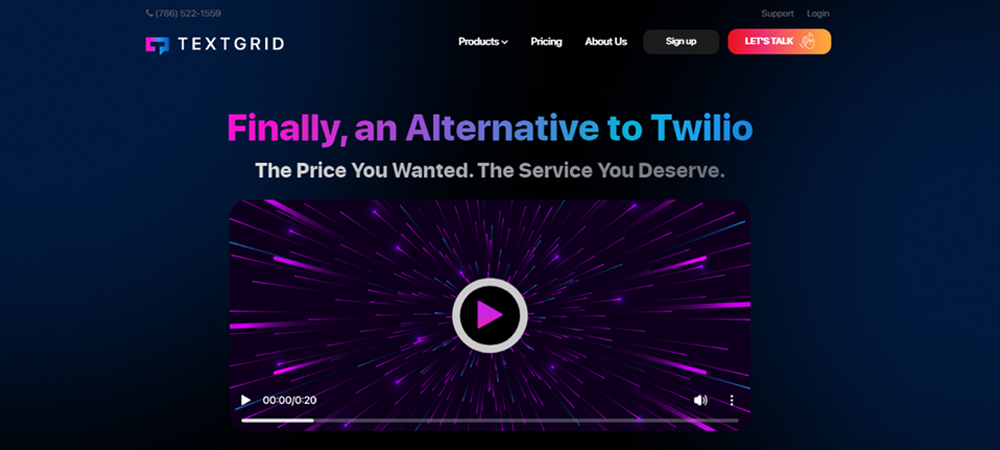 (786) 522-1559
Support Login
TEXTGRID
Products Pricing About Us Sign up LET'S TALK
Finally, an Alternative to Twilio
The Price You Wanted. The Service You Deserve.
00:00/0:20